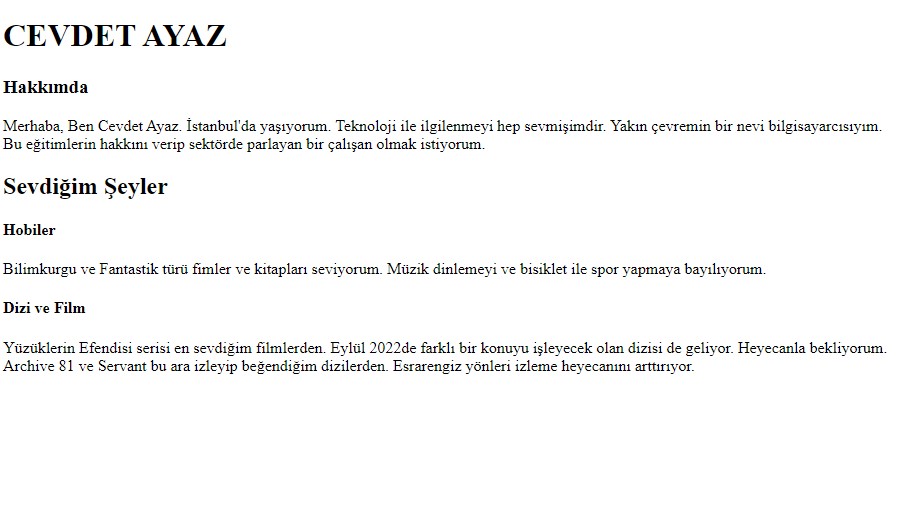 CEVDET AYAZ
Hakkımda
Merhaba, Ben Cevdet Ayaz. İstanbul'da yaşıyorum. Teknoloji ile ilgilenmeyi hep sevmişimdir. Yakın çevremin bir nevi bilgisayarcısıyım.
Bu eğitimlerin hakkını verip sektörde parlayan bir çalışan olmak istiyorum.
Sevdiğim Şeyler
Hobiler
Bilimkurgu ve Fantastik türü fimler ve kitapları seviyorum. Müzik dinlemeyi ve bisiklet ile spor yapmaya bayılıyorum.
Dizi ve Film
Yüzüklerin Efendisi serisi en sevdiğim filmlerden. Eylül 2022de farklı bir konuyu işleyecek olan dizisi de geliyor. Heyecanla bekliyorum.
Archive 81 ve Servant bu ara izleyip beğendiğim dizilerden. Esrarengiz yönleri izleme heyecanını arttırıyor.